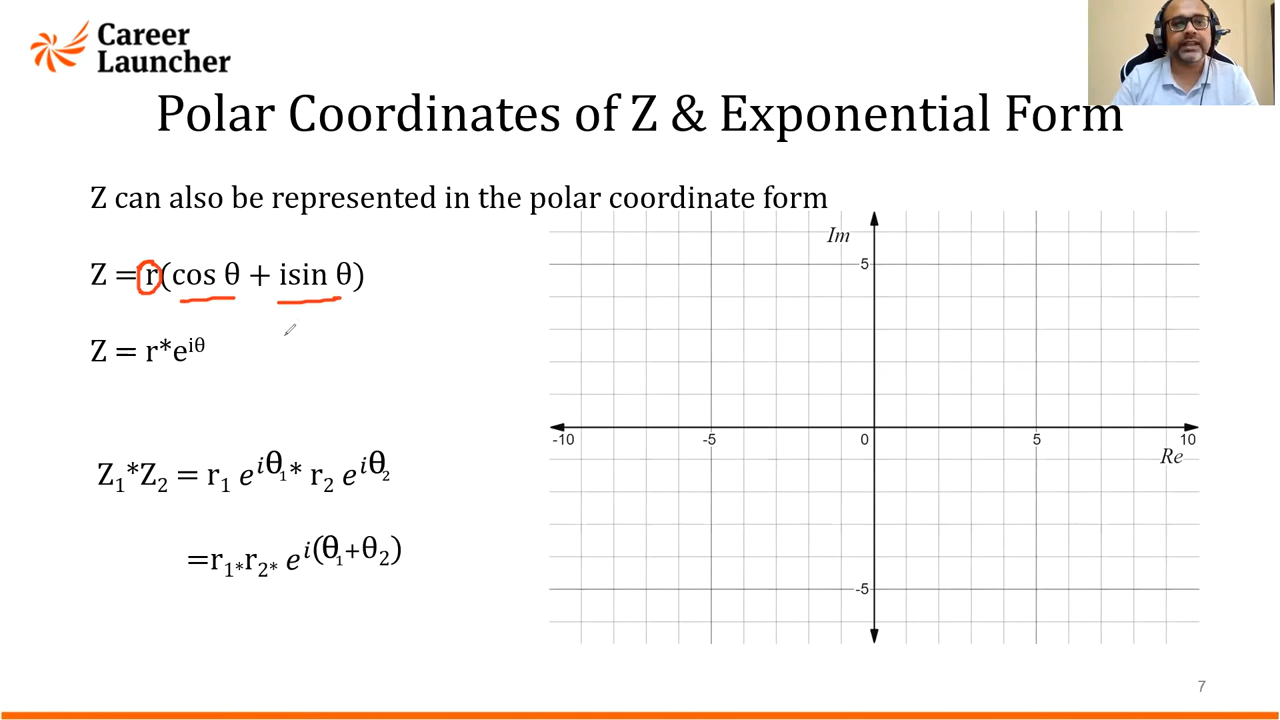 Career
Launcher
Polar Coordinates of Z & Exponential Form
Z can also be represented in the polar coordinate form
Z = r(cos θ + isin θ)
Z = r*e^{iθ}
Z₁*Z₂ = r₁ e^{iθ₁}* r₂ e^{iθ₂}
=r₁*r₂* e^{i(θ₁+θ₂)}
Im
5
-10 -5 0 5 10
Re
-5
7